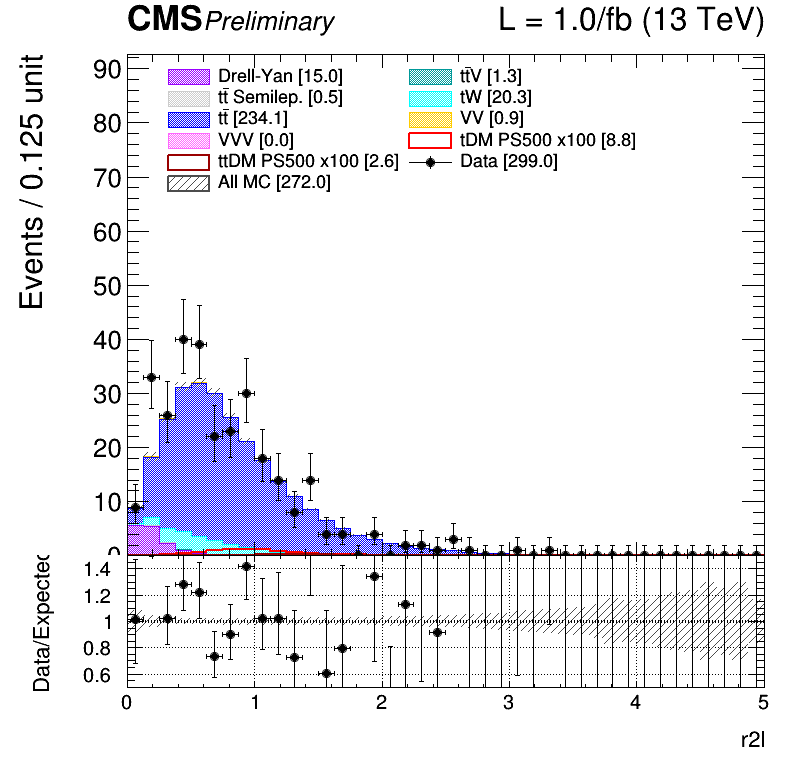 CMS Preliminary L = 1.0/fb (13 TeV)
Events / 0.125 unit
90
80
70
60
50
40
30
20
10
0
Drell-Yan [15.0] tt̄V [1.3]
tt̄ Semilep. [0.5] tW [20.3]
tt̄ [234.1] VV [0.9]
VVV [0.0] tDM PS500 x100 [8.8]
ttDM PS500 x100 [2.6] Data [299.0]
All MC [272.0]
Data/Expected
1.4
1.2
1
0.8
0.6
0 1 2 3 4 5
r2l